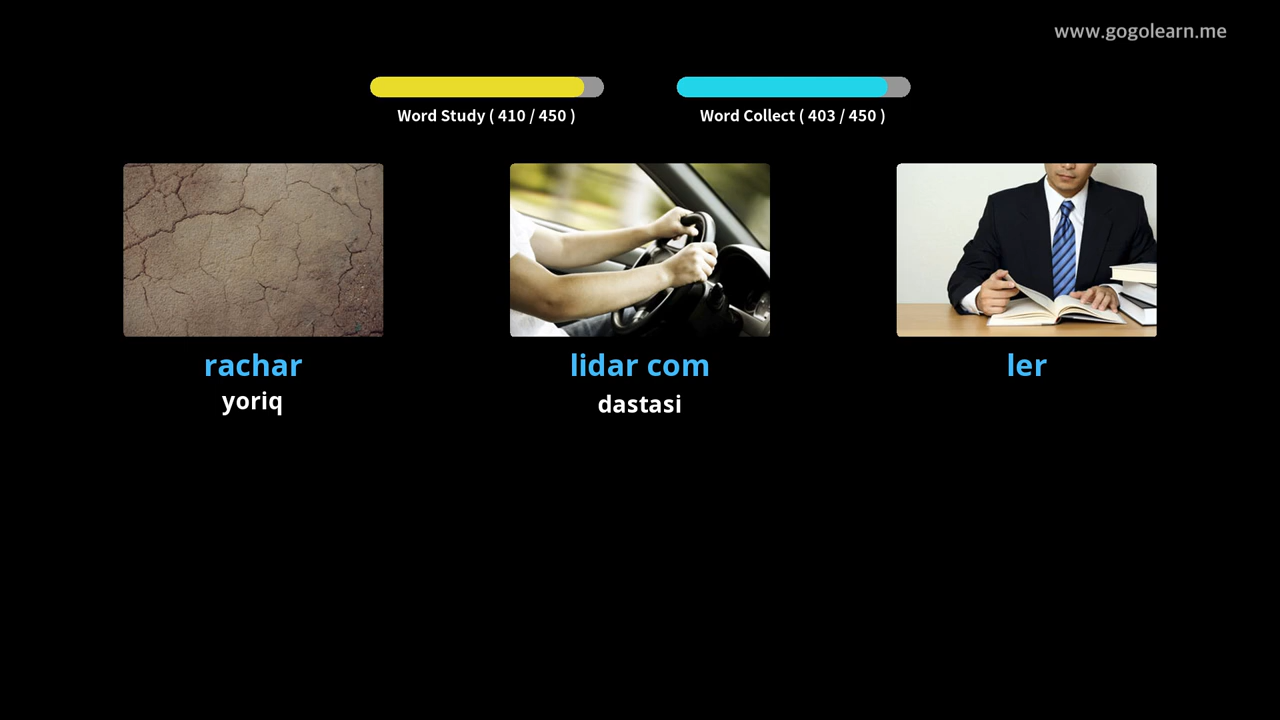 www.gogolearn.me
Word Study ( 410 / 450 )
Word Collect ( 403 / 450 )
rachar
yoriq
lidar com
dastasi
ler